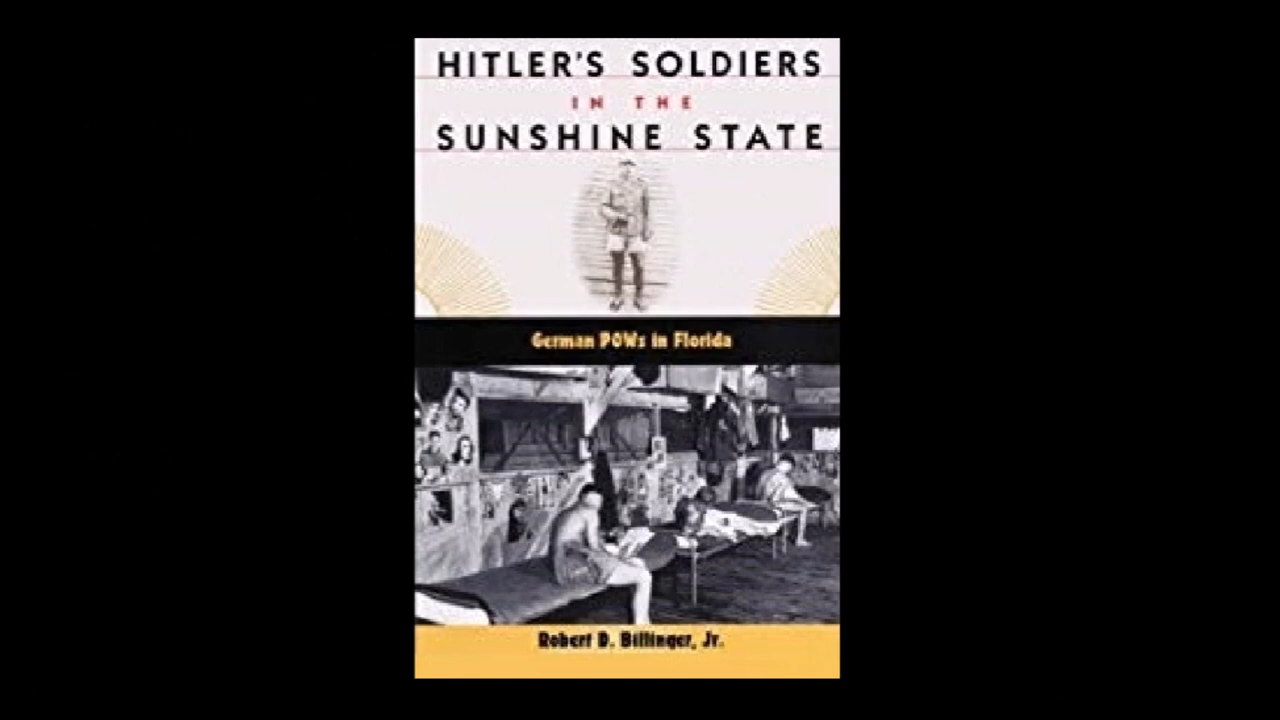 HITLER'S SOLDIERS
IN THE
SUNSHINE STATE
German POWs in Florida
Robert D. Billinger, Jr.